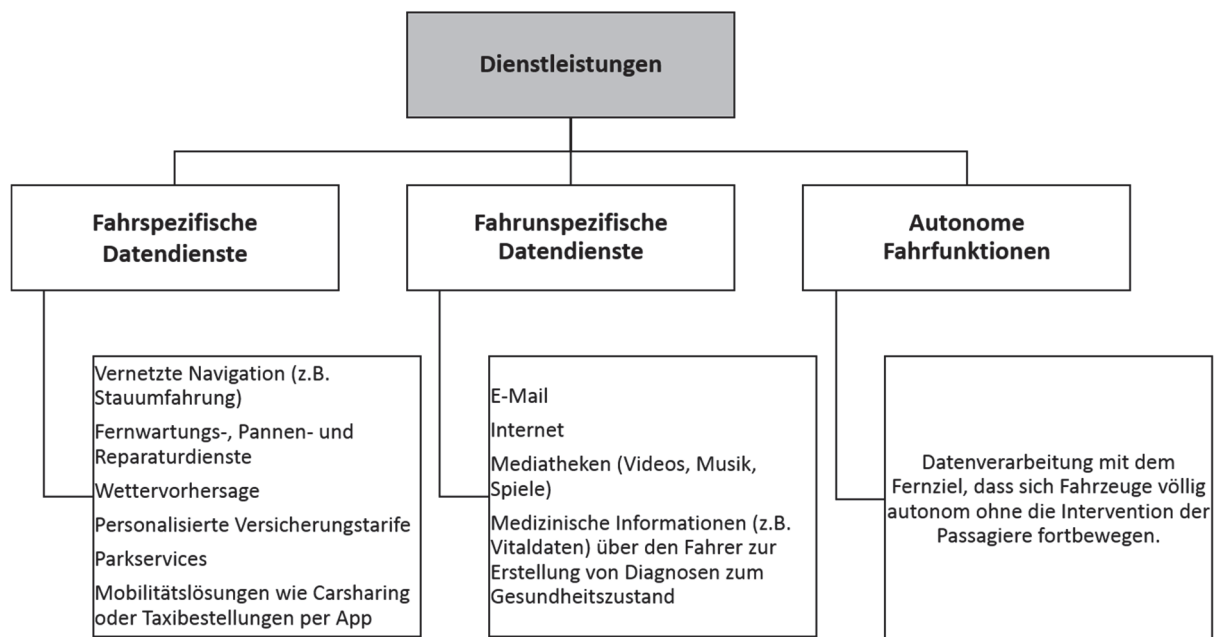 Dienstleistungen
Fahrspezifische
Datendienste
Fahrunspezifische
Datendienste
Autonome
Fahrfunktionen
Vernetzte Navigation (z.B.
Stauumfahrung)
Fernwartungs-, Pannen- und
Reparaturdienste
Wettervorhersage
Personalisierte Versicherungstarife
Parkservices
Mobilitätslösungen wie Carsharing
oder Taxibestellungen per App
E-Mail
Internet
Mediatheken (Videos, Musik,
Spiele)
Medizinische Informationen (z.B.
Vitaldaten) über den Fahrer zur
Erstellung von Diagnosen zum
Gesundheitszustand
Datenverarbeitung mit dem
Fernziel, dass sich Fahrzeuge völlig
autonom ohne die Intervention der
Passagiere fortbewegen.